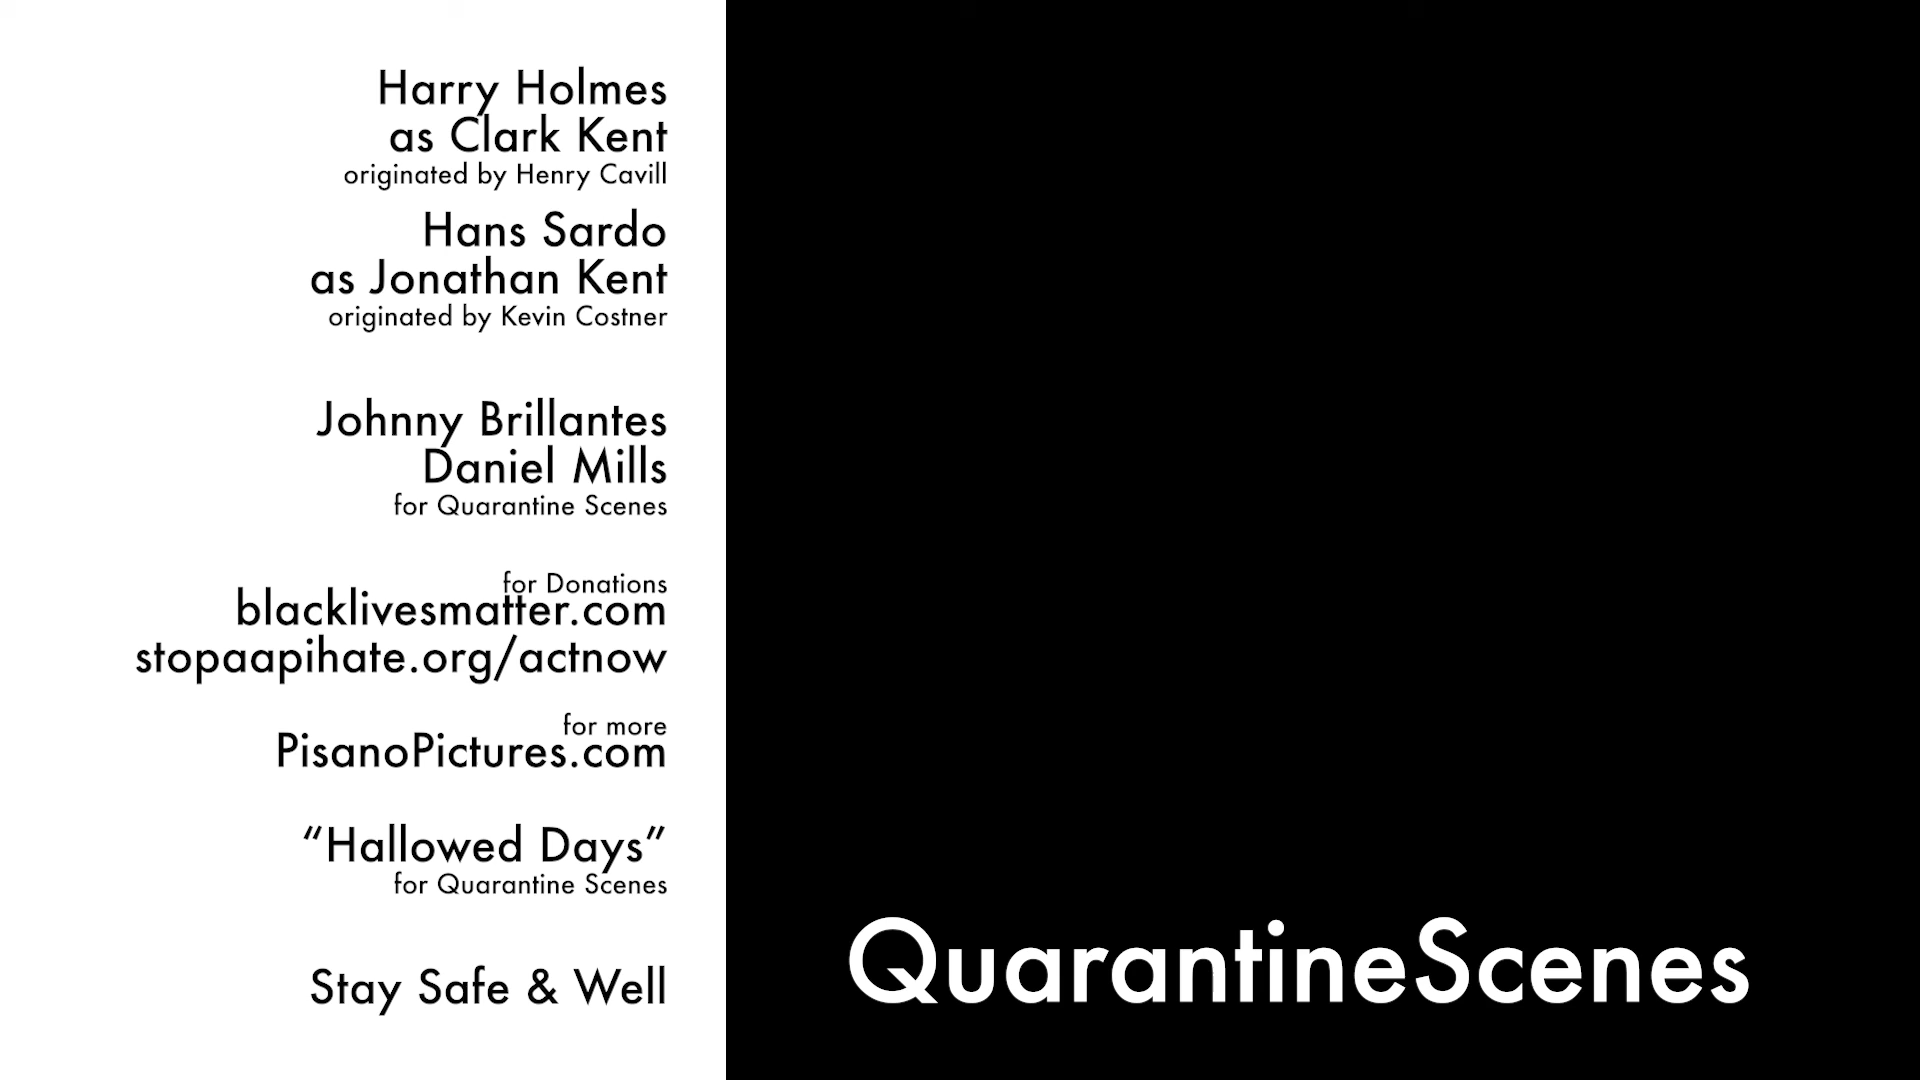 Harry Holmes
as Clark Kent
originated by Henry Cavill
Hans Sardo
as Jonathan Kent
originated by Kevin Costner
Johnny Brillantes
Daniel Mills
for Quarantine Scenes
for Donations
blacklivesmatter.com
stopaapihate.org/actnow
for more
PisanoPictures.com
“Hallowed Days”
for Quarantine Scenes
Stay Safe & Well
QuarantineScenes